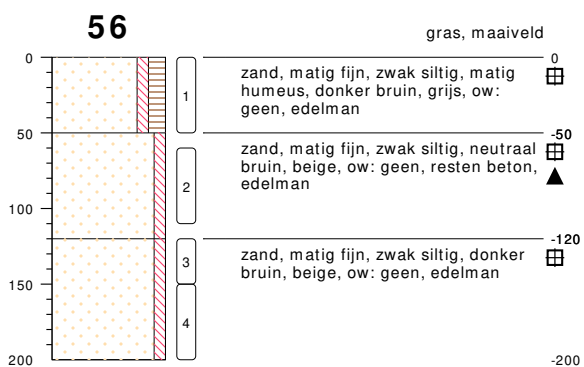 56
gras, maaiveld
0
0
zand, matig fijn, zwak siltig, matig
humeus, donker bruin, grijs, ow:
geen, edelman
1
50
-50
zand, matig fijn, zwak siltig, neutraal
bruin, beige, ow: geen, resten beton,
edelman
2
100
-120
zand, matig fijn, zwak siltig, donker
bruin, beige, ow: geen, edelman
3
150
4
200
-200